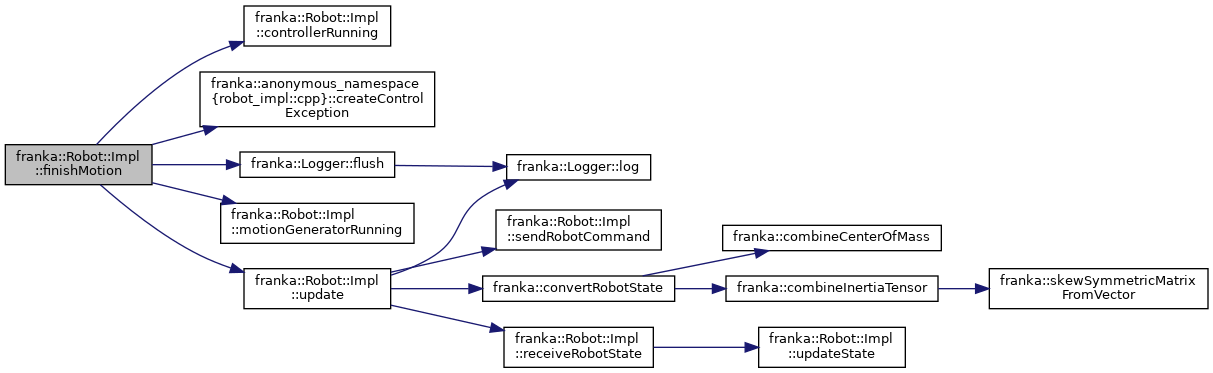 franka::Robot::Impl
::finishMotion
franka::Robot::Impl
::controllerRunning
franka::anonymous_namespace
{robot_impl::cpp}::createControl
Exception
franka::Logger::flush
franka::Robot::Impl
::motionGeneratorRunning
franka::Robot::Impl
::update
franka::Logger::log
franka::Robot::Impl
::sendRobotCommand
franka::convertRobotState
franka::Robot::Impl
::receiveRobotState
franka::combineCenterOfMass
franka::combineInertiaTensor
franka::Robot::Impl
::updateState
franka::skewSymmetricMatrix
FromVector